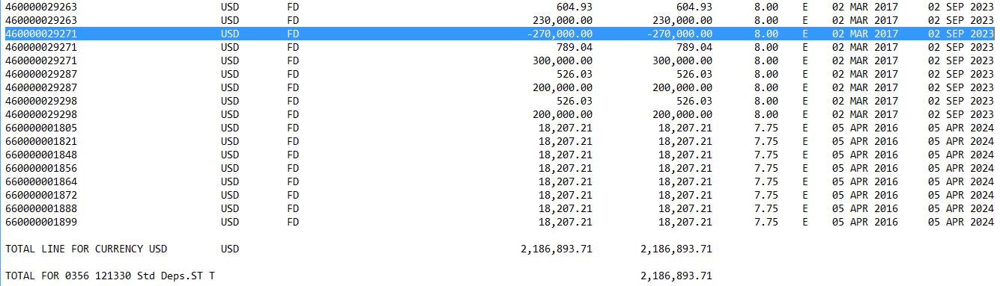 460000029263 USD FD 604.93 604.93 8.00 E 02 MAR 2017 02 SEP 2023
460000029263 USD FD 230,000.00 230,000.00 8.00 E 02 MAR 2017 02 SEP 2023
460000029271 USD FD -270,000.00 -270,000.00 8.00 E 02 MAR 2017 02 SEP 2023
460000029271 USD FD 789.04 789.04 8.00 E 02 MAR 2017 02 SEP 2023
460000029271 USD FD 300,000.00 300,000.00 8.00 E 02 MAR 2017 02 SEP 2023
460000029287 USD FD 526.03 526.03 8.00 E 02 MAR 2017 02 SEP 2023
460000029287 USD FD 200,000.00 200,000.00 8.00 E 02 MAR 2017 02 SEP 2023
460000029298 USD FD 526.03 526.03 8.00 E 02 MAR 2017 02 SEP 2023
460000029298 USD FD 200,000.00 200,000.00 8.00 E 02 MAR 2017 02 SEP 2023
660000001805 USD FD 18,207.21 18,207.21 7.75 E 05 APR 2016 05 APR 2024
660000001821 USD FD 18,207.21 18,207.21 7.75 E 05 APR 2016 05 APR 2024
660000001848 USD FD 18,207.21 18,207.21 7.75 E 05 APR 2016 05 APR 2024
660000001856 USD FD 18,207.21 18,207.21 7.75 E 05 APR 2016 05 APR 2024
660000001864 USD FD 18,207.21 18,207.21 7.75 E 05 APR 2016 05 APR 2024
660000001872 USD FD 18,207.21 18,207.21 7.75 E 05 APR 2016 05 APR 2024
660000001888 USD FD 18,207.21 18,207.21 7.75 E 05 APR 2016 05 APR 2024
660000001899 USD FD 18,207.21 18,207.21 7.75 E 05 APR 2016 05 APR 2024
TOTAL LINE FOR CURRENCY USD USD 2,186,893.71 2,186,893.71
TOTAL FOR 0356 121330 Std Deps.ST T 2,186,893.71